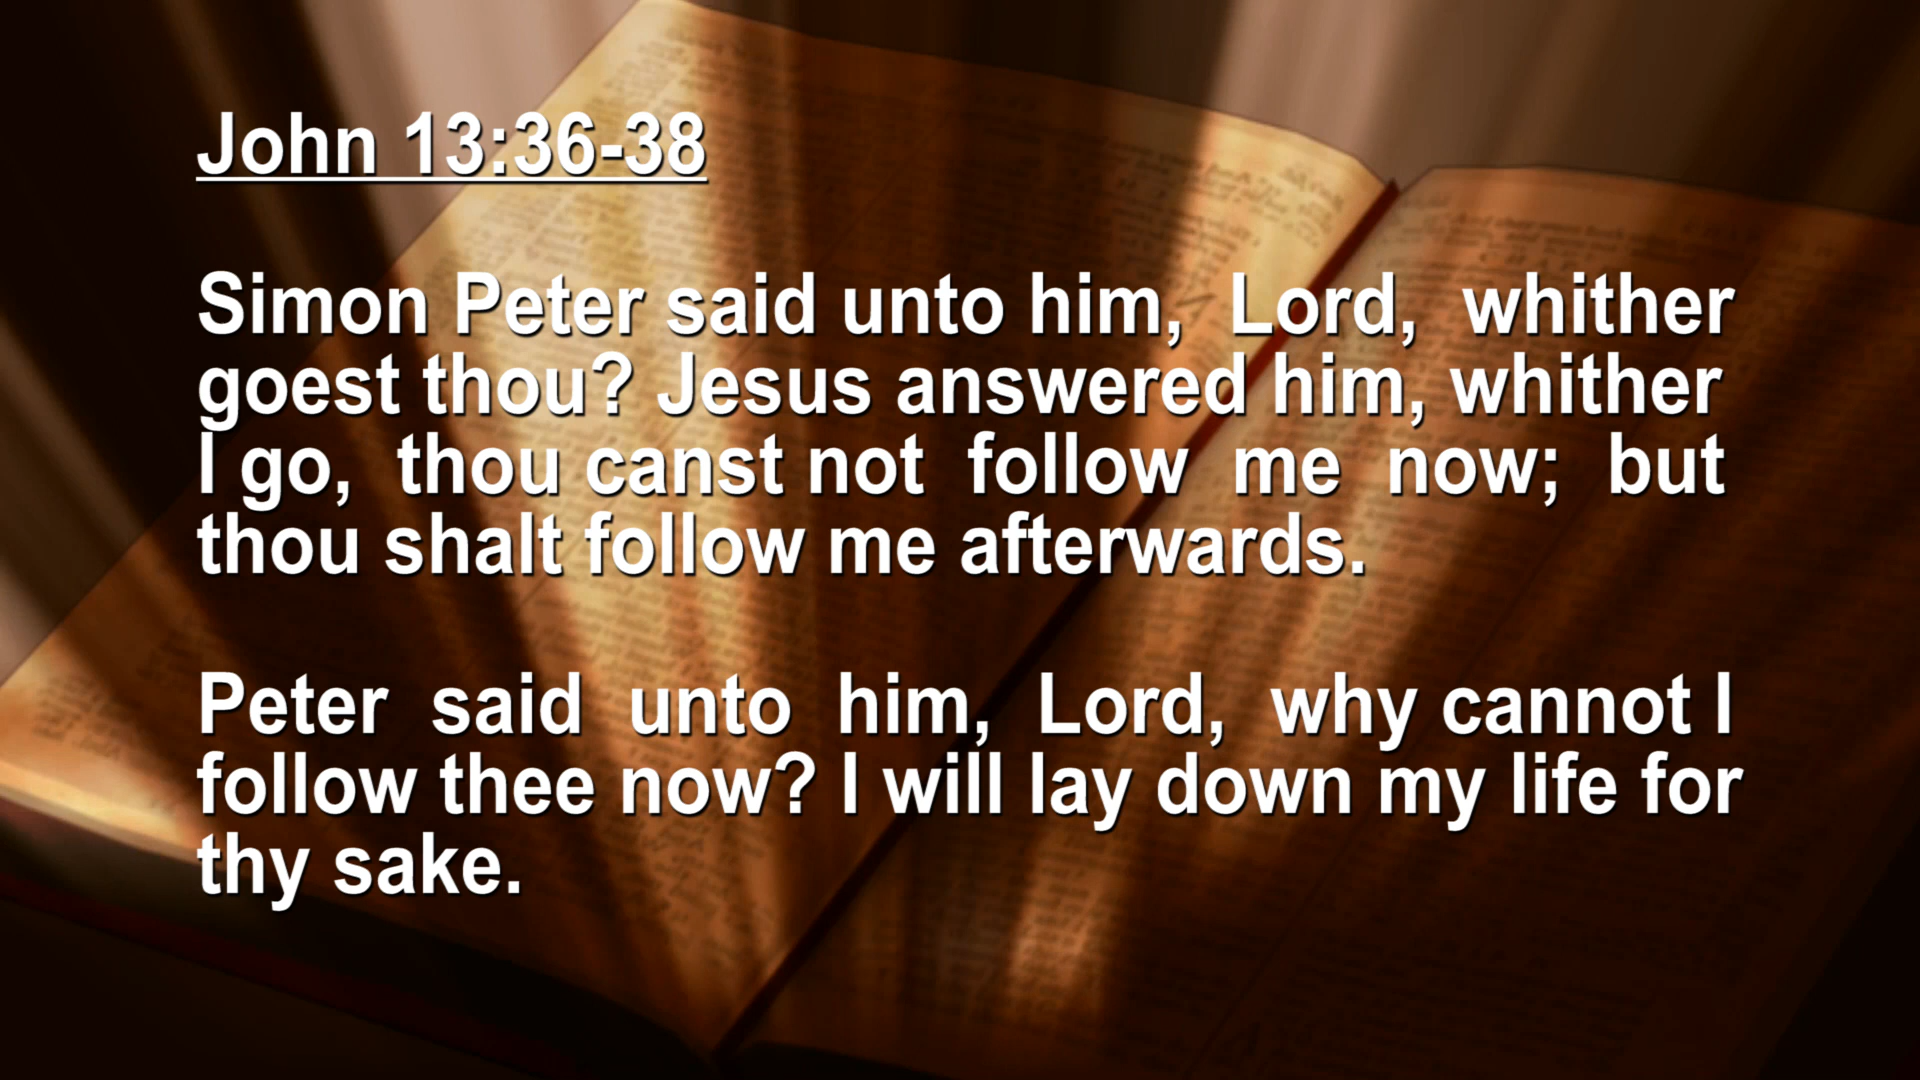 John 13:36-38
Simon Peter said unto him, Lord, whither
goest thou? Jesus answered him, whither
I go, thou canst not follow me now; but
thou shalt follow me afterwards.
Peter said unto him, Lord, why cannot I
follow thee now? I will lay down my life for
thy sake.